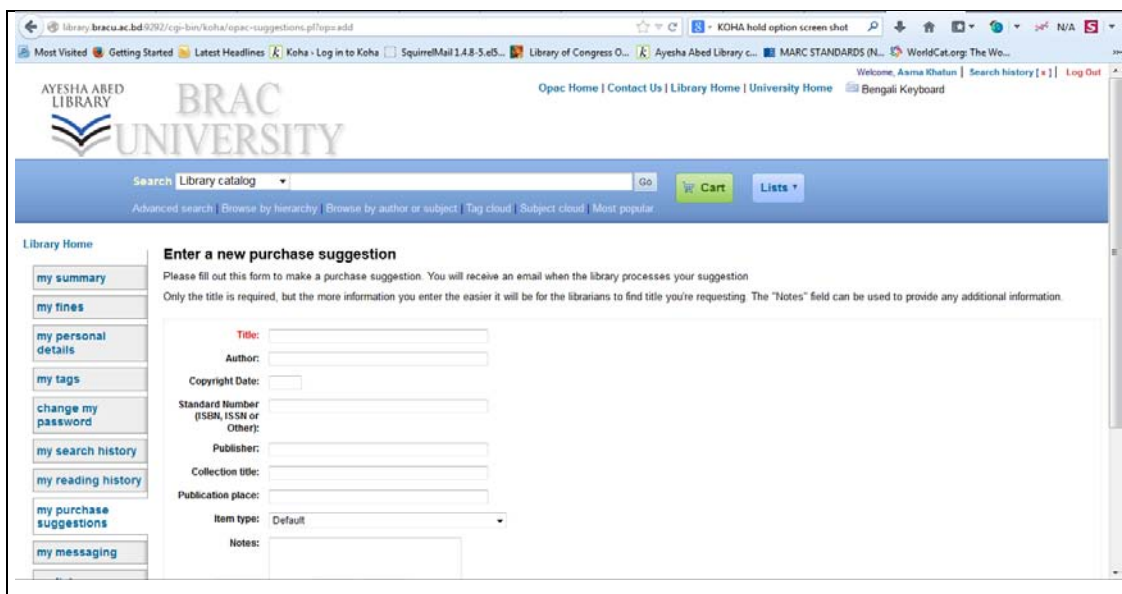 library.bracu.ac.bd:9292/cgi-bin/koha/opac-suggestions.pl?op=add
KOHA hold option screen shot
N/A
Most Visited Getting Started Latest Headlines Koha › Log in to Koha SquirrelMail 1.4.8-5.el5... Library of Congress O... Ayesha Abed Library c... MARC STANDARDS (N... WorldCat.org: The Wo...
Welcome, Asma Khatun | Search history [x] | Log Out
AYESHA ABED
LIBRARY
BRAC
UNIVERSITY
Opac Home | Contact Us | Library Home | University Home Bengali Keyboard
Search Library catalog Go Cart Lists
Advanced search | Browse by hierarchy | Browse by author or subject | Tag cloud | Subject cloud | Most popular
Library Home
my summary
my fines
my personal
details
my tags
change my
password
my search history
my reading history
my purchase
suggestions
my messaging
Enter a new purchase suggestion
Please fill out this form to make a purchase suggestion. You will receive an email when the library processes your suggestion
Only the title is required, but the more information you enter the easier it will be for the librarians to find title you're requesting. The "Notes" field can be used to provide any additional information.
Title:
Author:
Copyright Date:
Standard Number
(ISBN, ISSN or
Other):
Publisher:
Collection title:
Publication place:
Item type: Default
Notes: